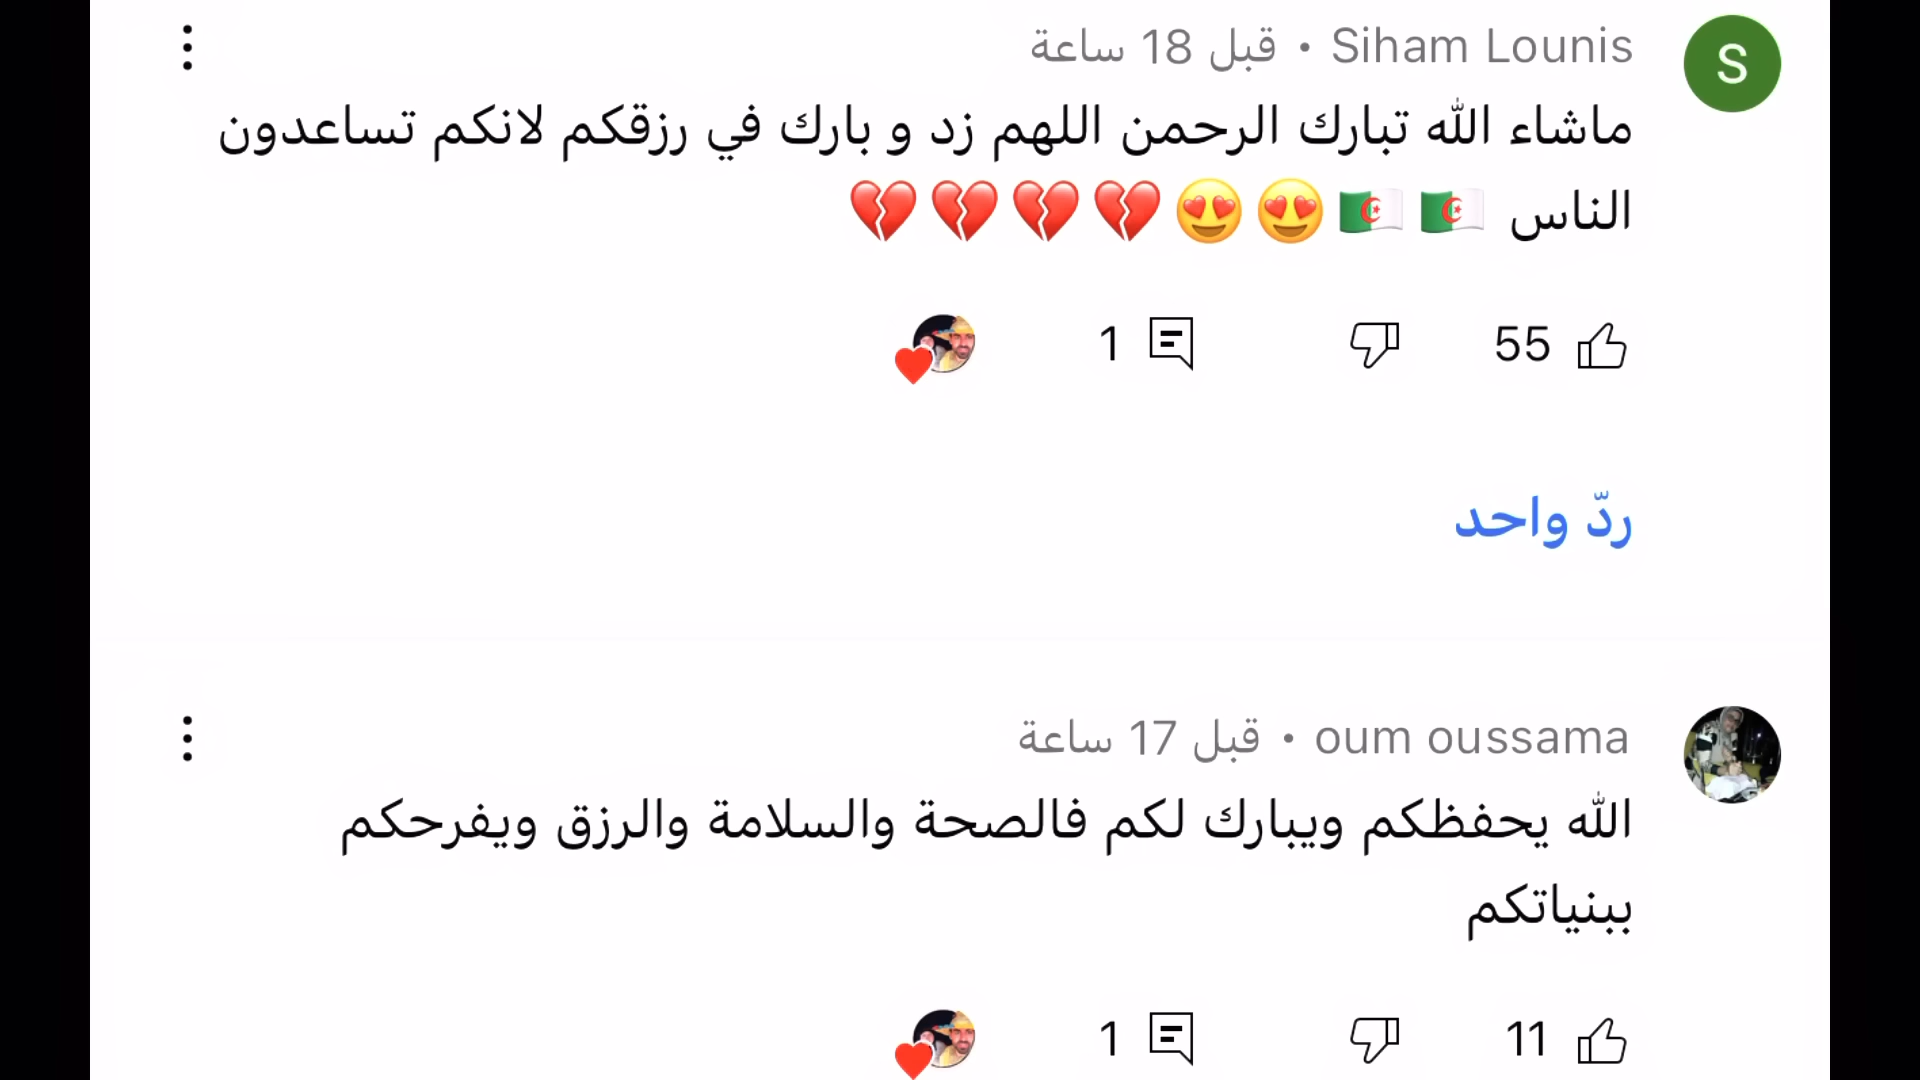 S
Siham Lounis • قبل 18 ساعة
ماشاء الله تبارك الرحمن اللهم زد و بارك في رزقكم لانكم تساعدون
الناس 🇩🇿🇩🇿😍😍💔💔💔💔
55 1
ردّ واحد
oum oussama • قبل 17 ساعة
الله يحفظكم ويبارك لكم فالصحة والسلامة والرزق ويفرحكم
ببنياتكم
11 1